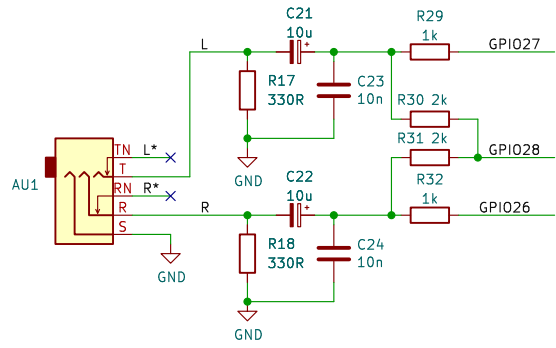 C21
10u
+
R29
1k
L
GPIO27
R17
330R
C23
10n
R30 2k
GND
R31 2k
GPIO28
TN
L*
T
AU1
RN
R*
R
S
C22
10u
+
R32
1k
R
GPIO26
GND
R18
330R
C24
10n
GND